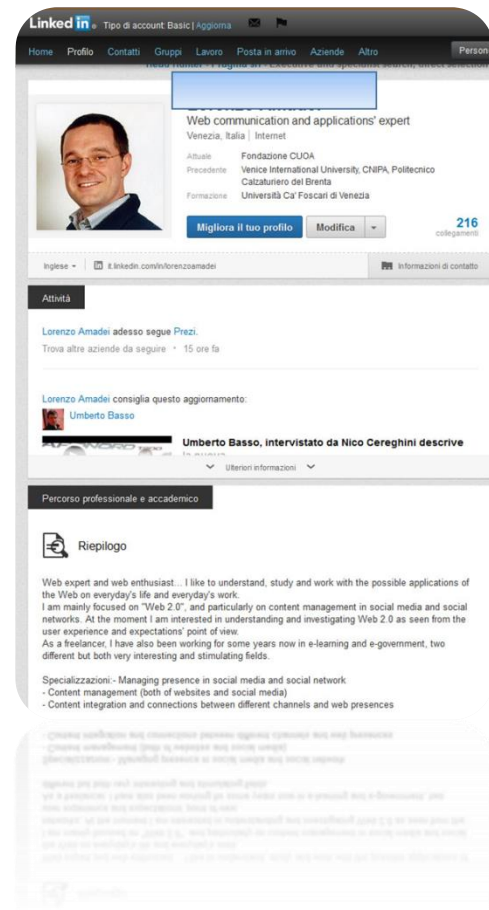 Linked in® Tipo di account: Basic | Aggiorna
Home Profilo Contatti Gruppi Lavoro Posta in arrivo Aziende Altro Person
Web communication and applications' expert
Venezia, Italia | Internet
Attuale Fondazione CUOA
Precedente Venice International University, CNIPA, Politecnico
Calzaturiero del Brenta
Formazione Università Ca' Foscari di Venezia
Migliora il tuo profilo Modifica 216
collegamenti
Inglese it.linkedin.com/in/lorenzoamadei Informazioni di contatto
Attività
Lorenzo Amadei adesso segue Prezi.
Trova altre aziende da seguire • 15 ore fa
Lorenzo Amadei consiglia questo aggiornamento:
Umberto Basso
Umberto Basso, intervistato da Nico Cereghini descrive
Ulteriori informazioni
Percorso professionale e accademico
Riepilogo
Web expert and web enthusiast... I like to understand, study and work with the possible applications of
the Web on everyday's life and everyday's work.
I am mainly focused on "Web 2.0", and particularly on content management in social media and social
networks. At the moment I am interested in understanding and investigating Web 2.0 as seen from the
user experience and expectations' point of view.
As a freelancer, I have also been working for some years now in e-learning and e-government, two
different but both very interesting and stimulating fields.
Specializzazioni:- Managing presence in social media and social network
- Content management (both of websites and social media)
- Content integration and connections between different channels and web presences